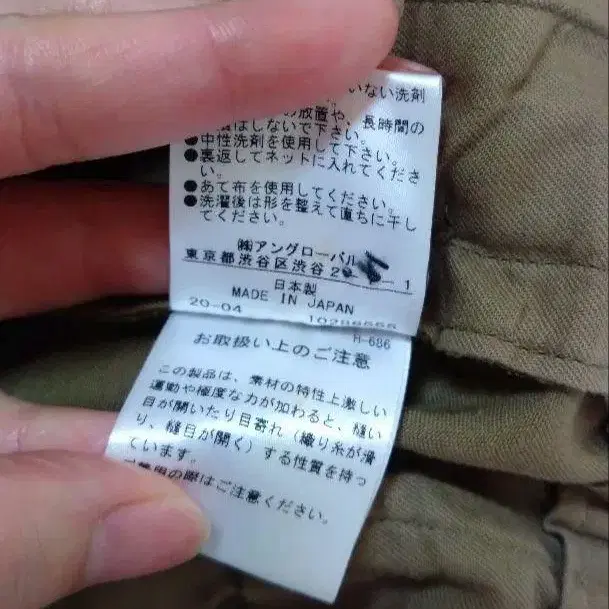 いない洗剤
の放置や、長時間の
はしないで下さい。
●中性洗剤を使用して下さい。
●裏返してネットに入れてくださ
い。
●あて布を使用してください。
●洗濯後は形を整えて直ちに干し
てください。
㈱アングローバル
東京都渋谷区渋谷2 1
日本製
MADE IN JAPAN
20-04
H-686
お取扱い上のご注意
この製品は、素材の特性上激しい
運動や極度な力が加わると、縫い
目が開いたり目寄れ（織り糸が滑
り、縫目が開く）する性質を持っ
ています。
の際はご注意ください。